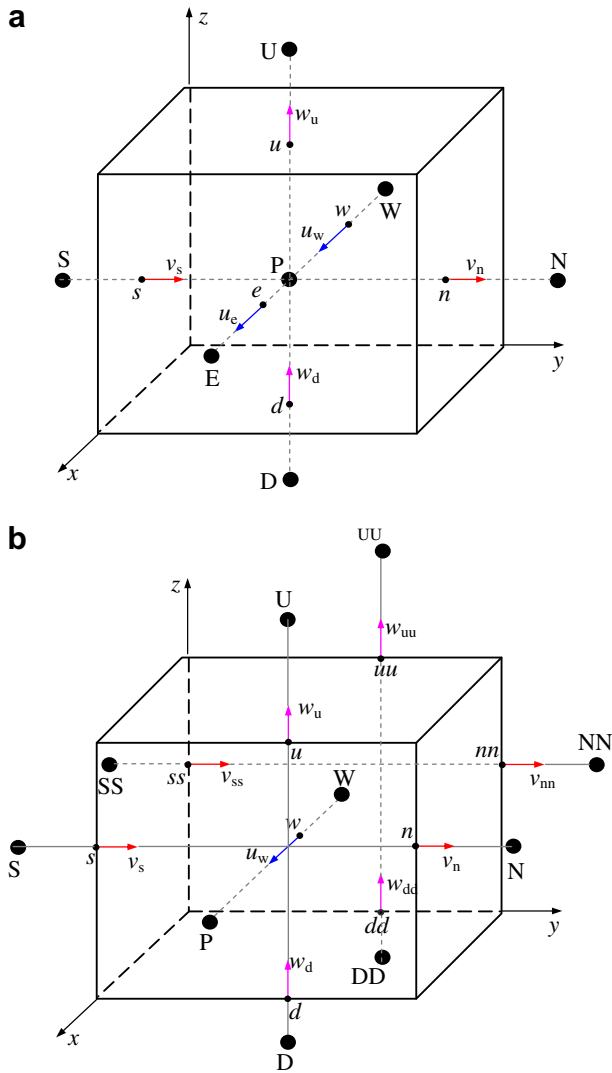 a
z
U
w_u
u
W
w
u_w
S
v_s
P
v_n
N
s
e
n
u_e
E
w_d
y
d
x
D
b
UU
z
U
w_uu
uu
w_u
u
nn
NN
SS
ss
v_ss
W
v_nn
w
n
S
s
v_s
u_w
v_n
N
w_dd
P
dd
y
w_d
DD
d
x
D